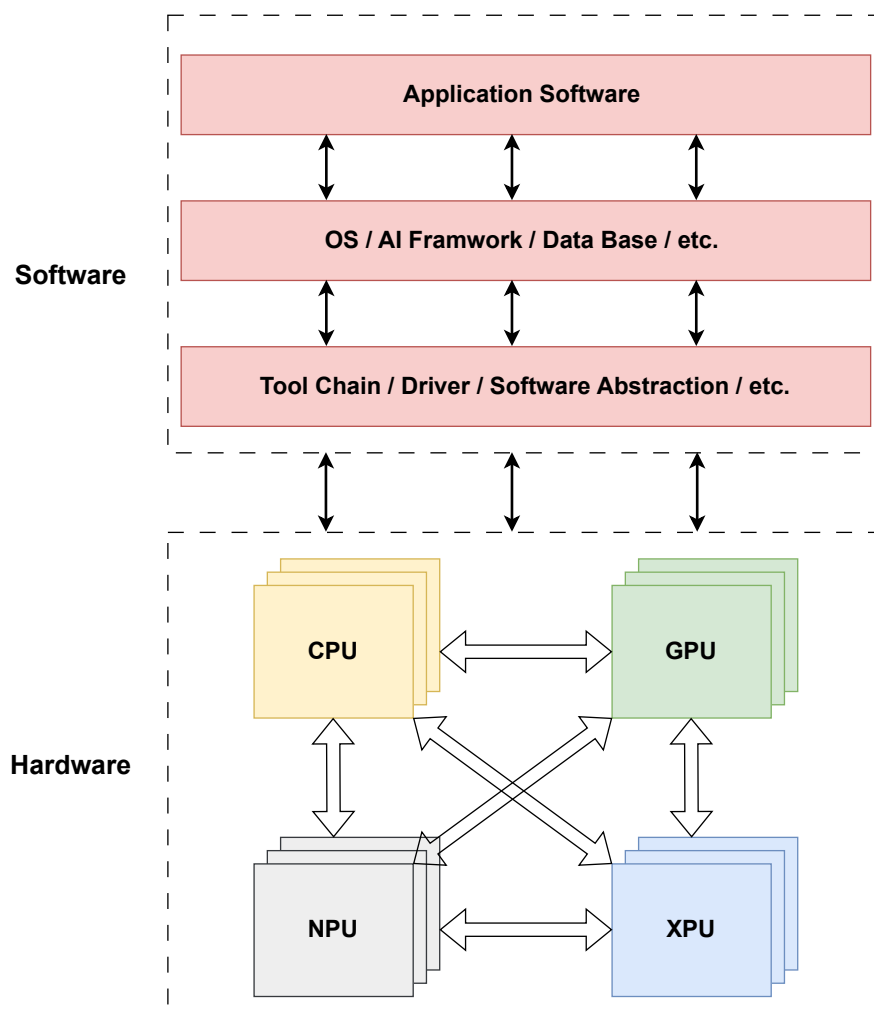 Application Software
OS / AI Framwork / Data Base / etc.
Software
Tool Chain / Driver / Software Abstraction / etc.
CPU
GPU
Hardware
NPU
XPU